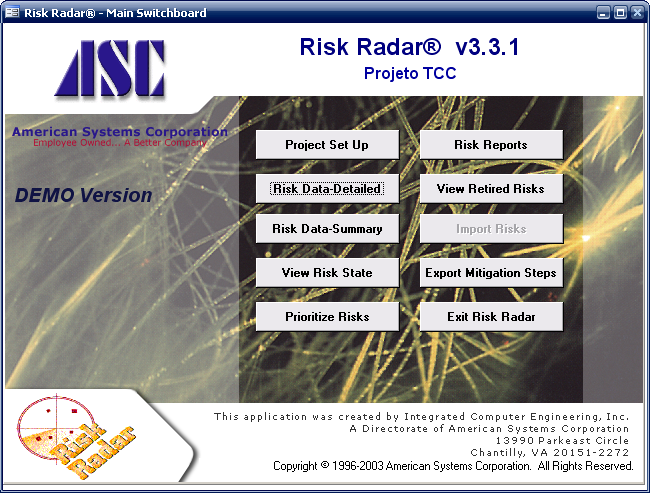 Risk Radar® - Main Switchboard
ASC
Risk Radar® v3.3.1
Projeto TCC
American Systems Corporation
Employee Owned... A Better Company
DEMO Version
Project Set Up
Risk Reports
Risk Data-Detailed
View Retired Risks
Risk Data-Summary
Import Risks
View Risk State
Export Mitigation Steps
Prioritize Risks
Exit Risk Radar
Risk Radar
This application was created by Integrated Computer Engineering, Inc.
A Directorate of American Systems Corporation
13990 Parkeast Circle
Chantilly, VA 20151-2272
Copyright © 1996-2003 American Systems Corporation. All Rights Reserved.